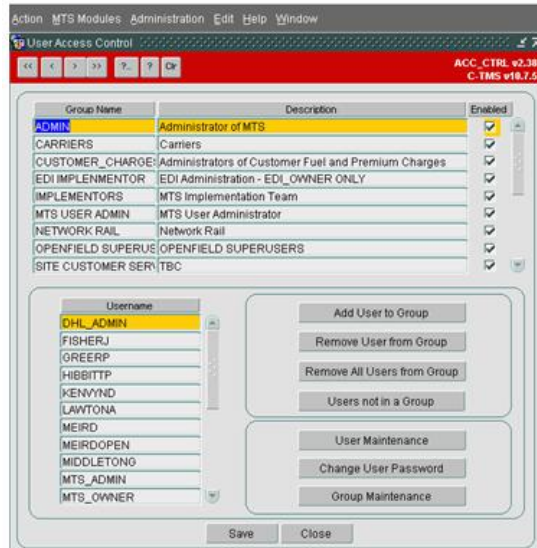 Action MTS Modules Administration Edit Help Window
User Access Control
<< < > >> ?.. ? Clr
ACC_CTRL v2.38
C-TMS v10.7.5
Group Name Description Enabled
ADMIN Administrator of MTS
CARRIERS Carriers
CUSTOMER_CHARGE: Administrators of Customer Fuel and Premium Charges
EDI IMPLENMENTOR EDI Administration - EDI_OWNER ONLY
IMPLEMENTORS MTS Implementation Team
MTS USER ADMIN MTS User Administrator
NETWORK RAIL Network Rail
OPENFIELD SUPERUS OPENFIELD SUPERUSERS
SITE CUSTOMER SERV TBC
Username
DHL_ADMIN
FISHERJ
GREERP
HIBBITTP
KENVYND
LAWTONA
MEIRD
MEIRDOPEN
MIDDLETONG
MTS_ADMIN
MTS_OWNER
Add User to Group
Remove User from Group
Remove All Users from Group
Users not in a Group
User Maintenance
Change User Password
Group Maintenance
Save Close